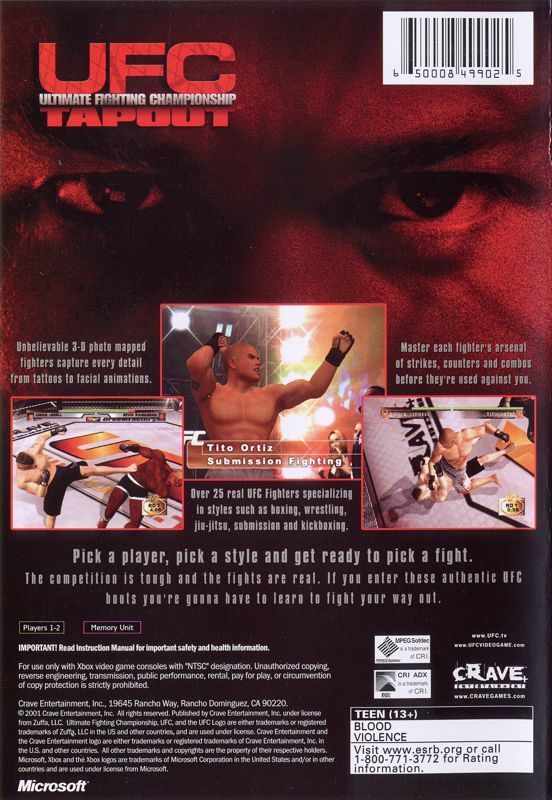 6 50008 49902 5
UFC
ULTIMATE FIGHTING CHAMPIONSHIP
TAPOUT
Unbelievable 3-D photo mapped
fighters capture every detail
from tattoos to facial animations.
Master each fighter's arsenal
of strikes, counters and combos
before they're used against you.
Tito Ortiz
Submission Fighting
Over 25 real UFC Fighters specializing
in styles such as boxing, wrestling,
jiu-jitsu, submission and kickboxing.
Pick a player, pick a style and get ready to pick a fight.
The competition is tough and the fights are real. If you enter these authentic UFC
bouts you're gonna have to learn to fight your way out.
Players 1-2
Memory Unit
IMPORTANT! Read Instruction Manual for important safety and health information.
For use only with Xbox video game consoles with "NTSC" designation. Unauthorized copying,
reverse engineering, transmission, public performance, rental, pay for play, or circumvention
of copy protection is strictly prohibited.
Crave Entertainment, Inc., 19645 Rancho Way, Rancho Dominguez, CA 90220.
© 2001 Crave Entertainment, Inc. All rights reserved. Published by Crave Entertainment, Inc. under license
from Zuffa, LLC. Ultimate Fighting Championship, UFC, and the UFC Logo are either trademarks or registered
trademarks of Zuffa, LLC in the US and other countries, and are used under license. Crave Entertainment and
the Crave Entertainment logo are either trademarks or registered trademarks of Crave Entertainment, Inc. in
the U.S. and other countries. All other trademarks and copyrights are the property of their respective holders.
Microsoft, Xbox and the Xbox logos are trademarks of Microsoft Corporation in the United States and/or in other
countries and are used under license from Microsoft.
Microsoft
MPEG Sofdec
is a trademark
of CRI.
CRI ADX
is a trademark
of CRI.
WWW.UFC.tv
WWW.UFCVIDEOGAME.COM
CRAVE
ENTERTAINMENT
WWW.CRAVEGAMES.COM
TEEN (13+)
BLOOD
VIOLENCE
Visit www.esrb.org or call
1-800-771-3772 for Rating
information.